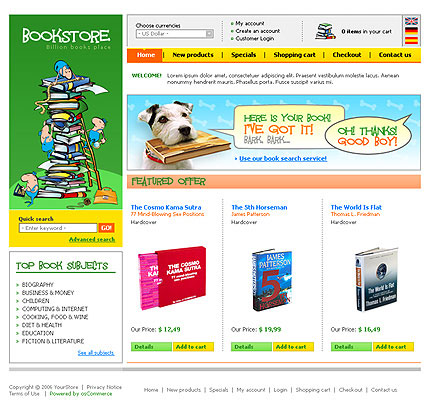 BOOKSTORE
Billion books place
Choose currencies
- US Dollar -
My account
Create an account
Customer Login
0 items in your cart
Home | New products | Specials | Shopping cart | Checkout | Contact us
WELCOME! Lorem ipsum dolor amet, consectetuer adipiscing elit. Praesent vestibulum molestie lacus. Aenean
nonummy hendrerit mauris. Phasellus porta. Fusce suscipit varius mi.
HERE IS YOUR BOOK!
I'VE GOT IT!
BARK, BARK...
OH! THANKS!
GOOD BOY!
Use our book search service!
Quick search
- Enter keyword -
GO!
Advanced search
FEATURED OFFER
The Cosmo Kama Sutra
77 Mind-Blowing Sex Positions
Hardcover
THE COSMO
KAMA SUTRA
THE COSMO
KAMA SUTRA
Our Price: $ 12,49
Details
Add to cart
The 5th Horseman
James Patterson
Hardcover
JAMES
PATTERSON
5
Our Price: $ 19,99
Details
Add to cart
The World Is Flat
Thomas L. Friedman
Hardcover
The World Is Flat
Thomas L. Friedman
Our Price: $ 16,49
Details
Add to cart
TOP BOOK SUBJECTS
BIOGRAPHY
BUSINESS & MONEY
CHILDREN
COMPUTING & INTERNET
COOKING, FOOD & WINE
DIET & HEALTH
EDUCATION
FICTION & LITERATURE
See all subjects
Copyright © 2006 YourStore | Privacy Notice
Terms of Use | Powered by osCommerce
Home | New products | Specials | My account | Login | Shopping cart | Checkout | Contact us